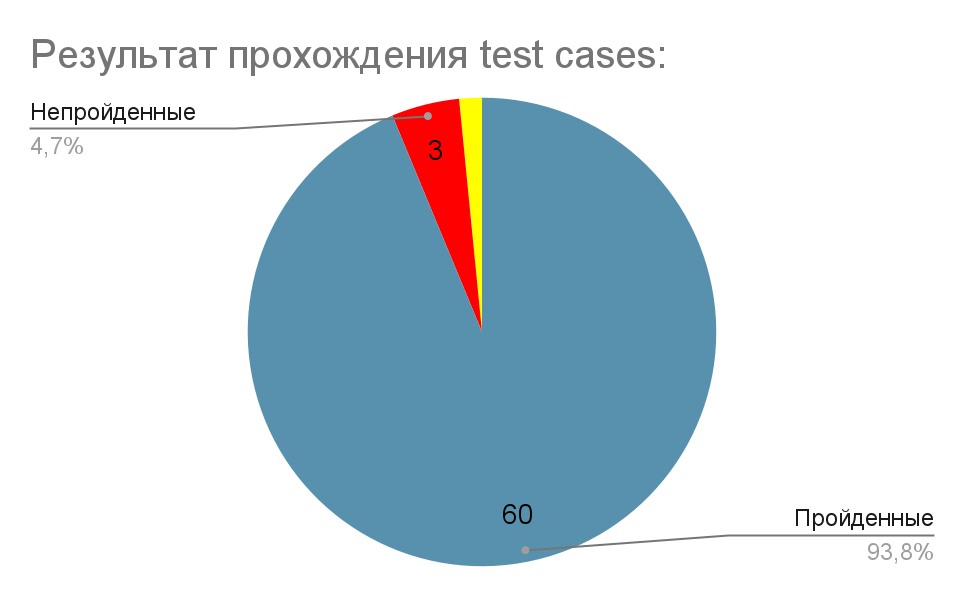 Результат прохождения test cases:
Непройденные
4,7%
3
60
Пройденные
93,8%